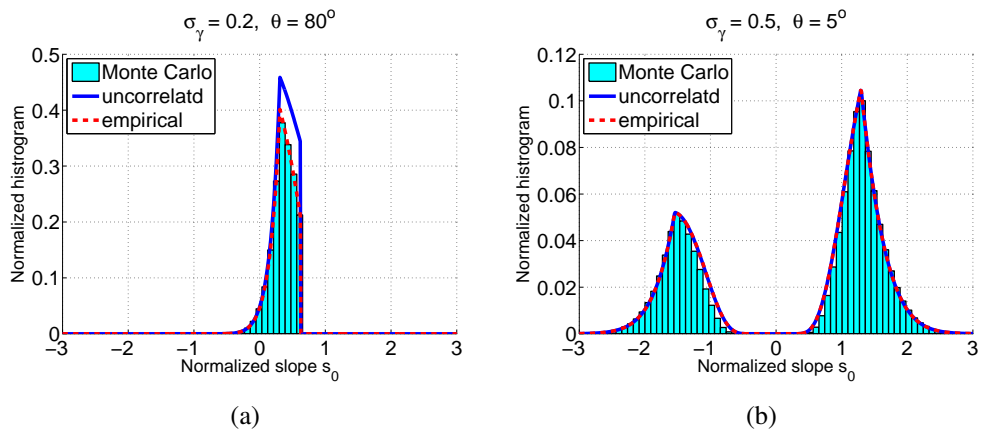 σγ = 0.2, θ = 80o
0.5
0.4
0.3
0.2
0.1
0
Normalized histrogram
Monte Carlo
uncorrelatd
empirical
−3 −2 −1 0 1 2 3
Normalized slope s0
(a)
σγ = 0.5, θ = 5o
0.12
0.1
0.08
0.06
0.04
0.02
0
Normalized histrogram
Monte Carlo
uncorrelatd
empirical
−3 −2 −1 0 1 2 3
Normalized slope s0
(b)